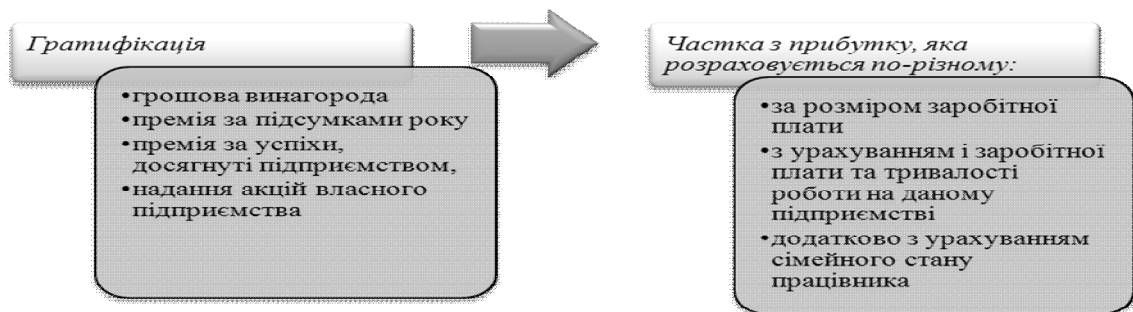 Гратифікація
•грошова винагорода
•премія за підсумками року
•премія за успіхи,
досягнуті підприємством,
•надання акцій власного
підприємства
Частка з прибутку, яка
розраховується по-різному:
•за розміром заробітної
плати
•з урахуванням і заробітної
плати та тривалості
роботи на даному
підприємстві
•додатково з урахуванням
сімейного стану
працівника